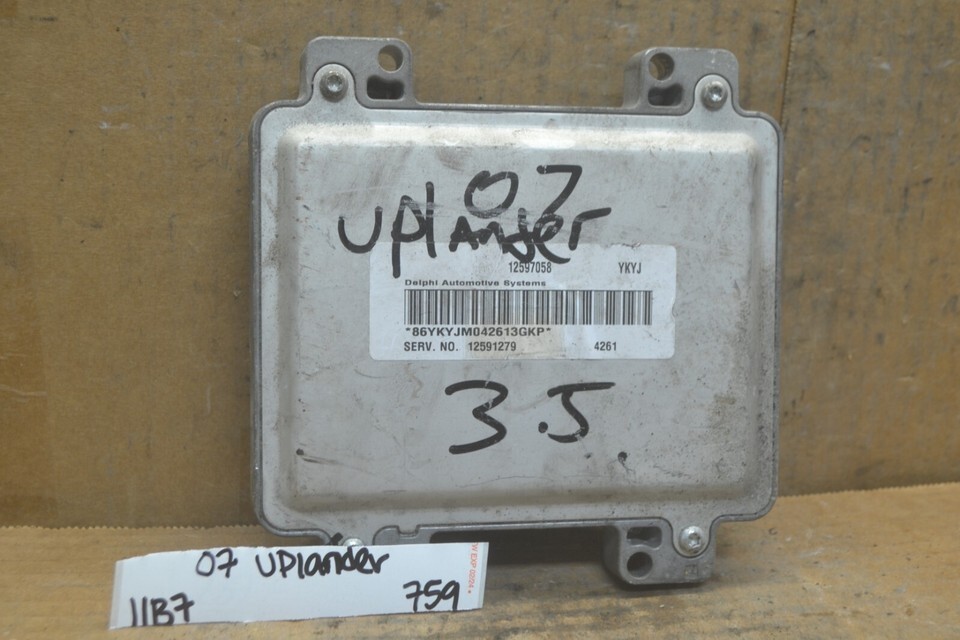 07
uplander
12597058 YKYJ
Delphi Automotive Systems
*86YKYJM042613GKP*
SERV. NO. 12591279 4261
3.5
07 uplander
11B7 759